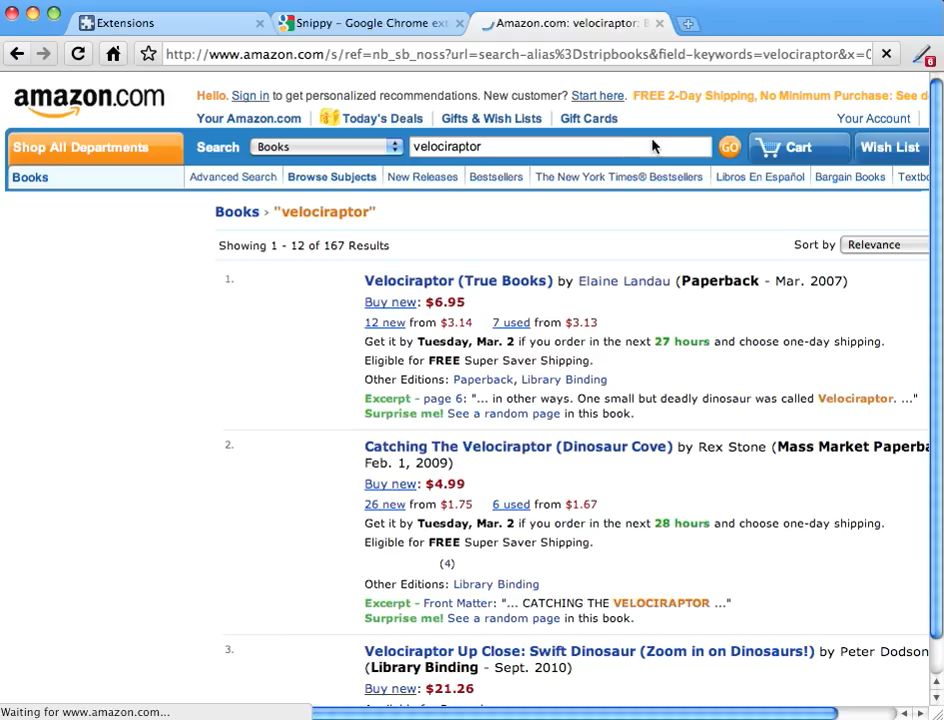 Extensions
Snippy – Google Chrome ext
Amazon.com: velociraptor: B
http://www.amazon.com/s/ref=nb_sb_noss?url=search-alias%3Dstripbooks&field-keywords=velociraptor&x=0
6
amazon.com
Hello. Sign in to get personalized recommendations. New customer? Start here. FREE 2-Day Shipping, No Minimum Purchase: See d
Your Amazon.com Today's Deals Gifts & Wish Lists Gift Cards Your Account
Shop All Departments Search Books velociraptor GO Cart Wish List
Books Advanced Search Browse Subjects New Releases Bestsellers The New York Times® Bestsellers Libros En Español Bargain Books Textbo
Books › "velociraptor"
Showing 1 - 12 of 167 Results Sort by Relevance
1. Velociraptor (True Books) by Elaine Landau (Paperback - Mar. 2007)
Buy new: $6.95
12 new from $3.14 7 used from $3.13
Get it by Tuesday, Mar. 2 if you order in the next 27 hours and choose one-day shipping.
Eligible for FREE Super Saver Shipping.
Other Editions: Paperback, Library Binding
Excerpt - page 6: "... in other ways. One small but deadly dinosaur was called Velociraptor. ..."
Surprise me! See a random page in this book.
2. Catching The Velociraptor (Dinosaur Cove) by Rex Stone (Mass Market Paperba
Feb. 1, 2009)
Buy new: $4.99
26 new from $1.75 6 used from $1.67
Get it by Tuesday, Mar. 2 if you order in the next 28 hours and choose one-day shipping.
Eligible for FREE Super Saver Shipping.
(4)
Other Editions: Library Binding
Excerpt - Front Matter: "... CATCHING THE VELOCIRAPTOR ..."
Surprise me! See a random page in this book.
3. Velociraptor Up Close: Swift Dinosaur (Zoom in on Dinosaurs!) by Peter Dodson
(Library Binding - Sept. 2010)
Buy new: $21.26
Waiting for www.amazon.com...